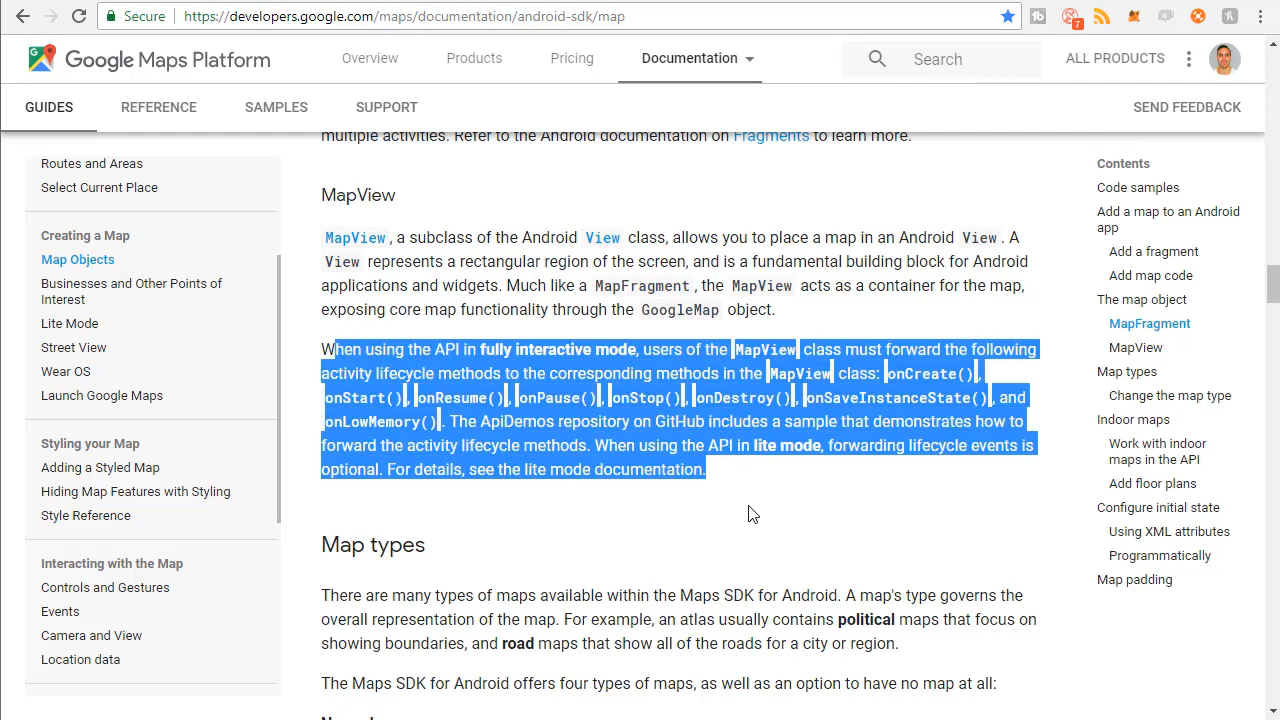 Secure
https://developers.google.com/maps/documentation/android-sdk/map
7
Google Maps Platform
Overview
Products
Pricing
Documentation
Search
ALL PRODUCTS
GUIDES
REFERENCE
SAMPLES
SUPPORT
SEND FEEDBACK
Routes and Areas
Select Current Place
Creating a Map
Map Objects
Businesses and Other Points of
Interest
Lite Mode
Street View
Wear OS
Launch Google Maps
Styling your Map
Adding a Styled Map
Hiding Map Features with Styling
Style Reference
Interacting with the Map
Controls and Gestures
Events
Camera and View
Location data
multiple activities. Refer to the Android documentation on Fragments to learn more.
MapView
MapView, a subclass of the Android View class, allows you to place a map in an Android View. A
View represents a rectangular region of the screen, and is a fundamental building block for Android
applications and widgets. Much like a MapFragment, the MapView acts as a container for the map,
exposing core map functionality through the GoogleMap object.
When using the API in fully interactive mode, users of the MapView class must forward the following
activity lifecycle methods to the corresponding methods in the MapView class: onCreate(),
onStart(), onResume(), onPause(), onStop(), onDestroy(), onSaveInstanceState(), and
onLowMemory(). The ApiDemos repository on GitHub includes a sample that demonstrates how to
forward the activity lifecycle methods. When using the API in lite mode, forwarding lifecycle events is
optional. For details, see the lite mode documentation.
Map types
There are many types of maps available within the Maps SDK for Android. A map's type governs the
overall representation of the map. For example, an atlas usually contains political maps that focus on
showing boundaries, and road maps that show all of the roads for a city or region.
The Maps SDK for Android offers four types of maps, as well as an option to have no map at all:
Contents
Code samples
Add a map to an Android
app
Add a fragment
Add map code
The map object
MapFragment
MapView
Map types
Change the map type
Indoor maps
Work with indoor
maps in the API
Add floor plans
Configure initial state
Using XML attributes
Programmatically
Map padding